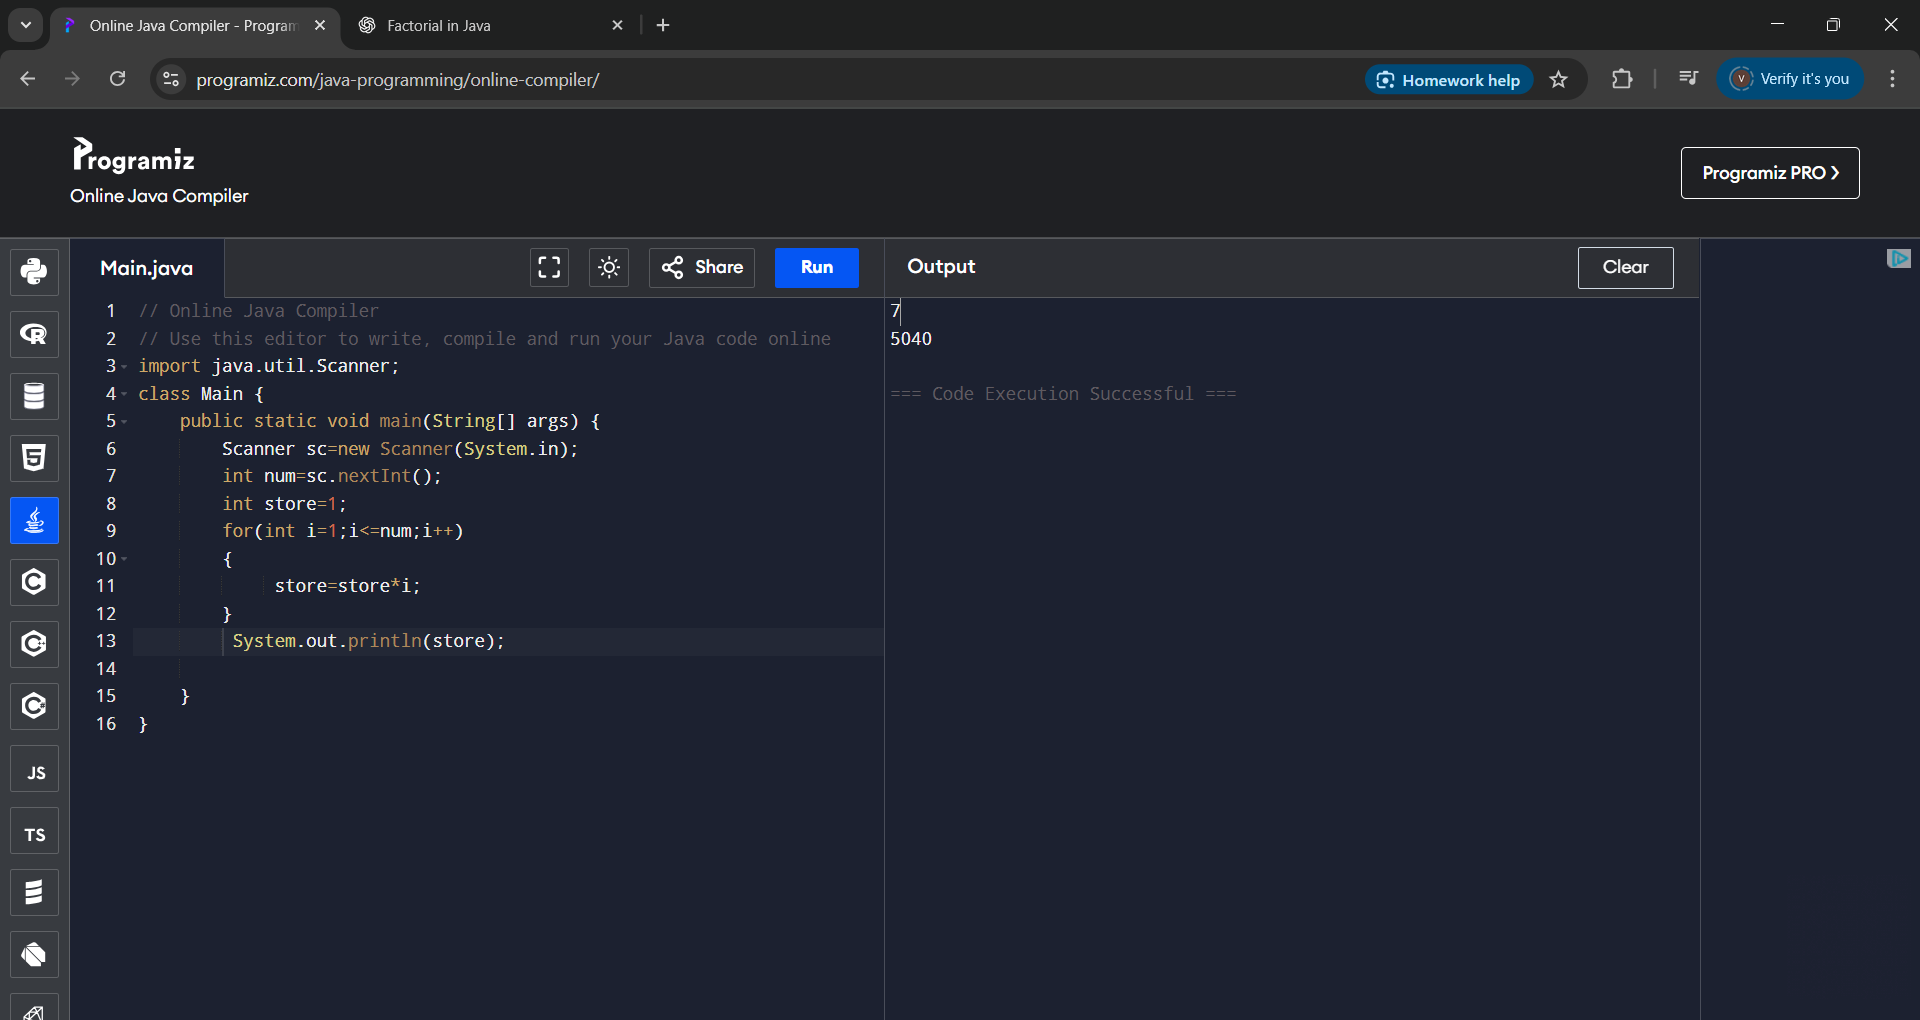 Online Java Compiler - Program
Factorial in Java
programiz.com/java-programming/online-compiler/
Homework help
V
Verify it's you
Programiz
Online Java Compiler
Programiz PRO ❯
Main.java
Share
Run
Output
Clear
1 // Online Java Compiler
2 // Use this editor to write, compile and run your Java code online
3 import java.util.Scanner;
4 class Main {
5     public static void main(String[] args) {
6         Scanner sc=new Scanner(System.in);
7         int num=sc.nextInt();
8         int store=1;
9         for(int i=1;i<=num;i++)
10         {
11              store=store*i;
12         }
13          System.out.println(store);
14
15     }
16 }
7
5040
=== Code Execution Successful ===
R
5
C
C
C
JS
TS